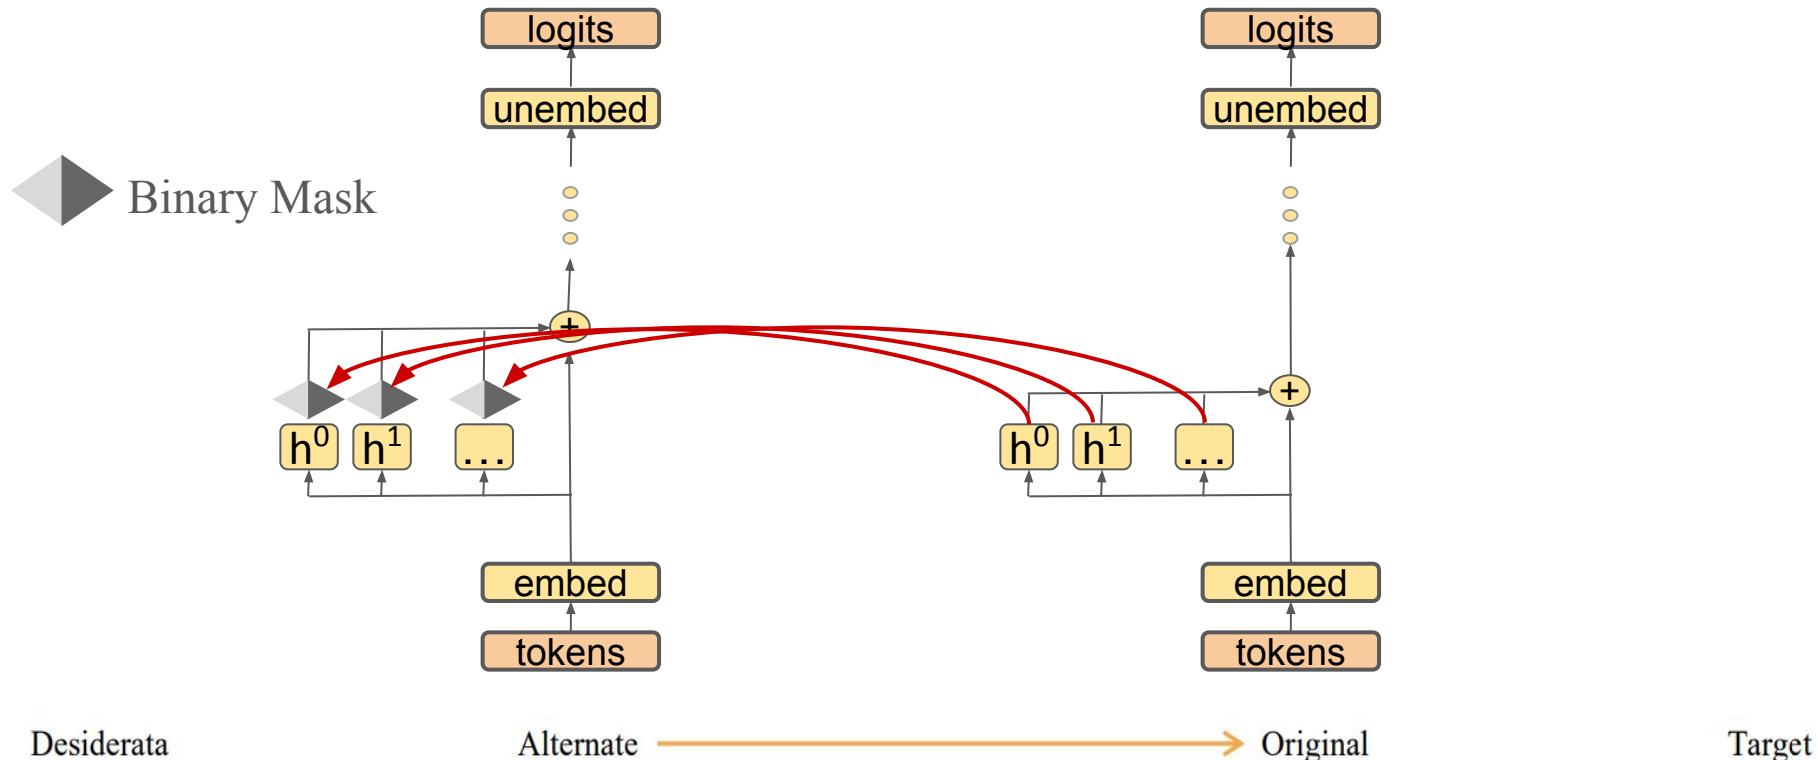 logits
logits
unembed
unembed
Binary Mask
+
+
h⁰
h¹
...
h⁰
h¹
...
embed
embed
tokens
tokens
Desiderata Alternate Original Target